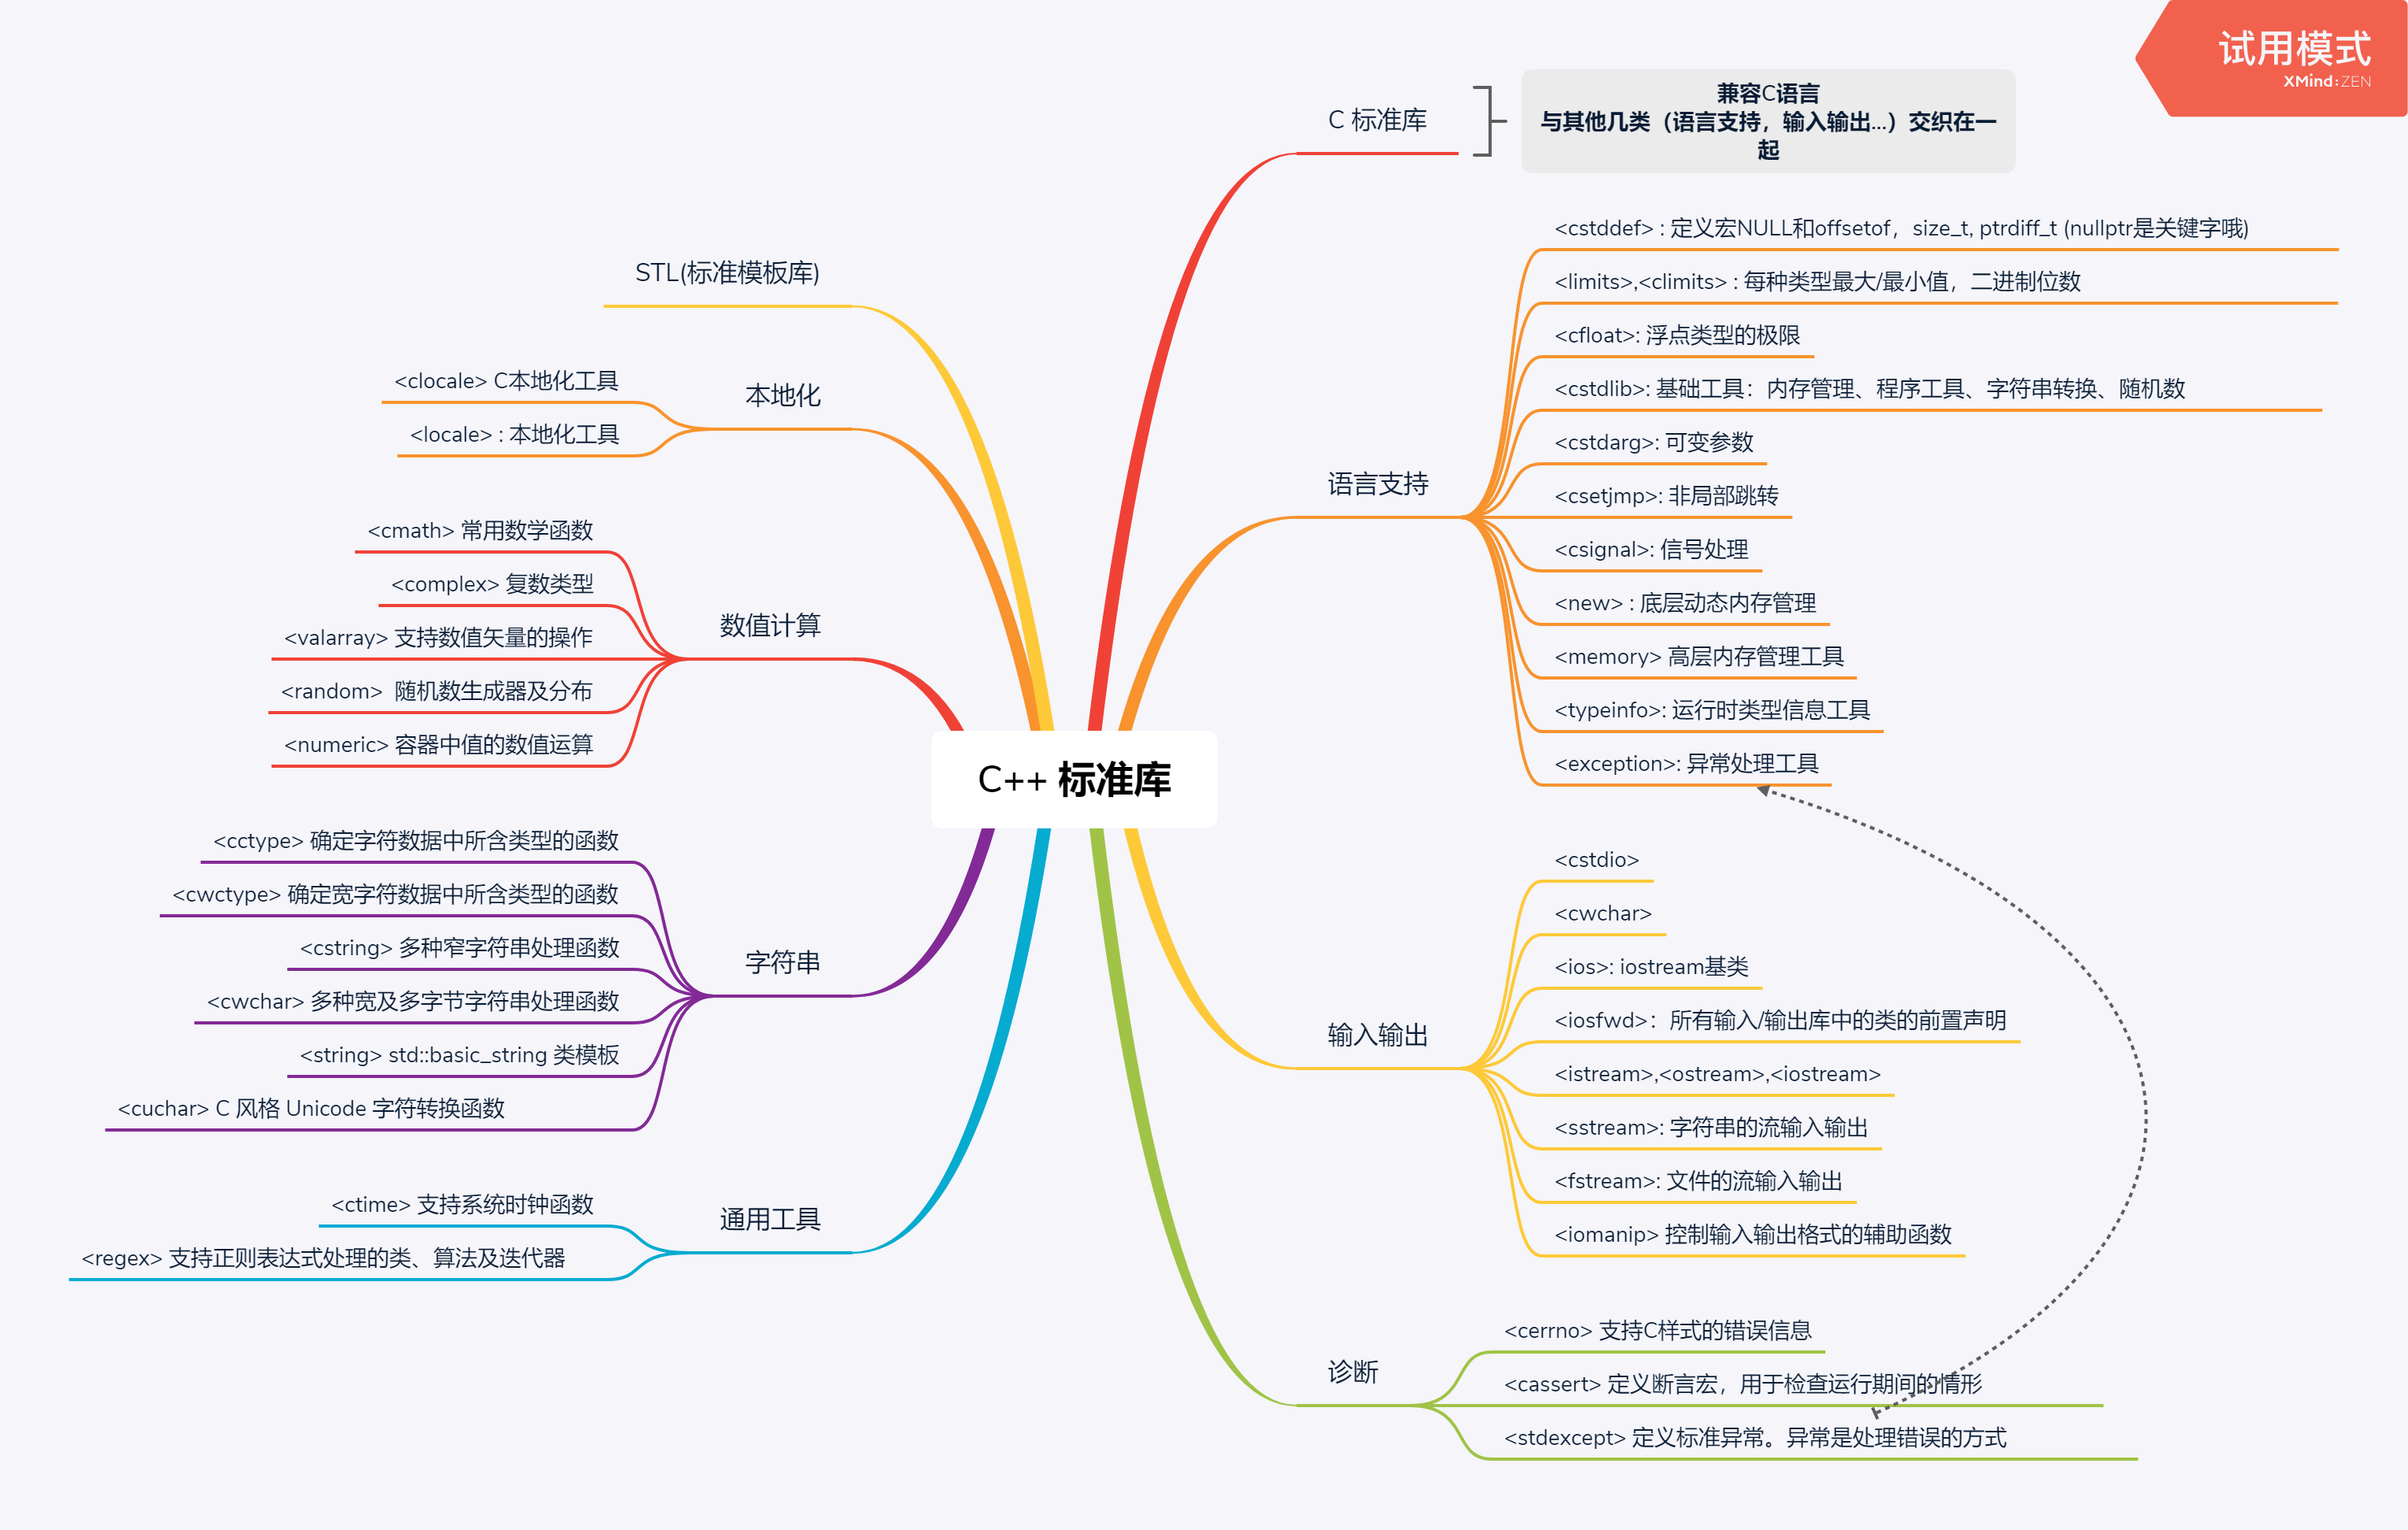 试用模式
XMind:ZEN
C++ 标准库
C 标准库
兼容C语言
与其他几类（语言支持，输入输出...）交织在一
起
语言支持
<cstddef> : 定义宏NULL和offsetof，size_t, ptrdiff_t (nullptr是关键字哦)
<limits>,<climits> : 每种类型最大/最小值，二进制位数
<cfloat>: 浮点类型的极限
<cstdlib>: 基础工具：内存管理、程序工具、字符串转换、随机数
<cstdarg>: 可变参数
<csetjmp>: 非局部跳转
<csignal>: 信号处理
<new> : 底层动态内存管理
<memory> 高层内存管理工具
<typeinfo>: 运行时类型信息工具
<exception>: 异常处理工具
输入输出
<cstdio>
<cwchar>
<ios>: iostream基类
<iosfwd>：所有输入/输出库中的类的前置声明
<istream>,<ostream>,<iostream>
<sstream>: 字符串的流输入输出
<fstream>: 文件的流输入输出
<iomanip> 控制输入输出格式的辅助函数
诊断
<cerrno> 支持C样式的错误信息
<cassert> 定义断言宏，用于检查运行期间的情形
<stdexcept> 定义标准异常。异常是处理错误的方式
STL(标准模板库)
本地化
<clocale> C本地化工具
<locale> : 本地化工具
数值计算
<cmath> 常用数学函数
<complex> 复数类型
<valarray> 支持数值矢量的操作
<random>  随机数生成器及分布
<numeric> 容器中值的数值运算
字符串
<cctype> 确定字符数据中所含类型的函数
<cwctype> 确定宽字符数据中所含类型的函数
<cstring> 多种窄字符串处理函数
<cwchar> 多种宽及多字节字符串处理函数
<string> std::basic_string 类模板
<cuchar> C 风格 Unicode 字符转换函数
通用工具
<ctime> 支持系统时钟函数
<regex> 支持正则表达式处理的类、算法及迭代器